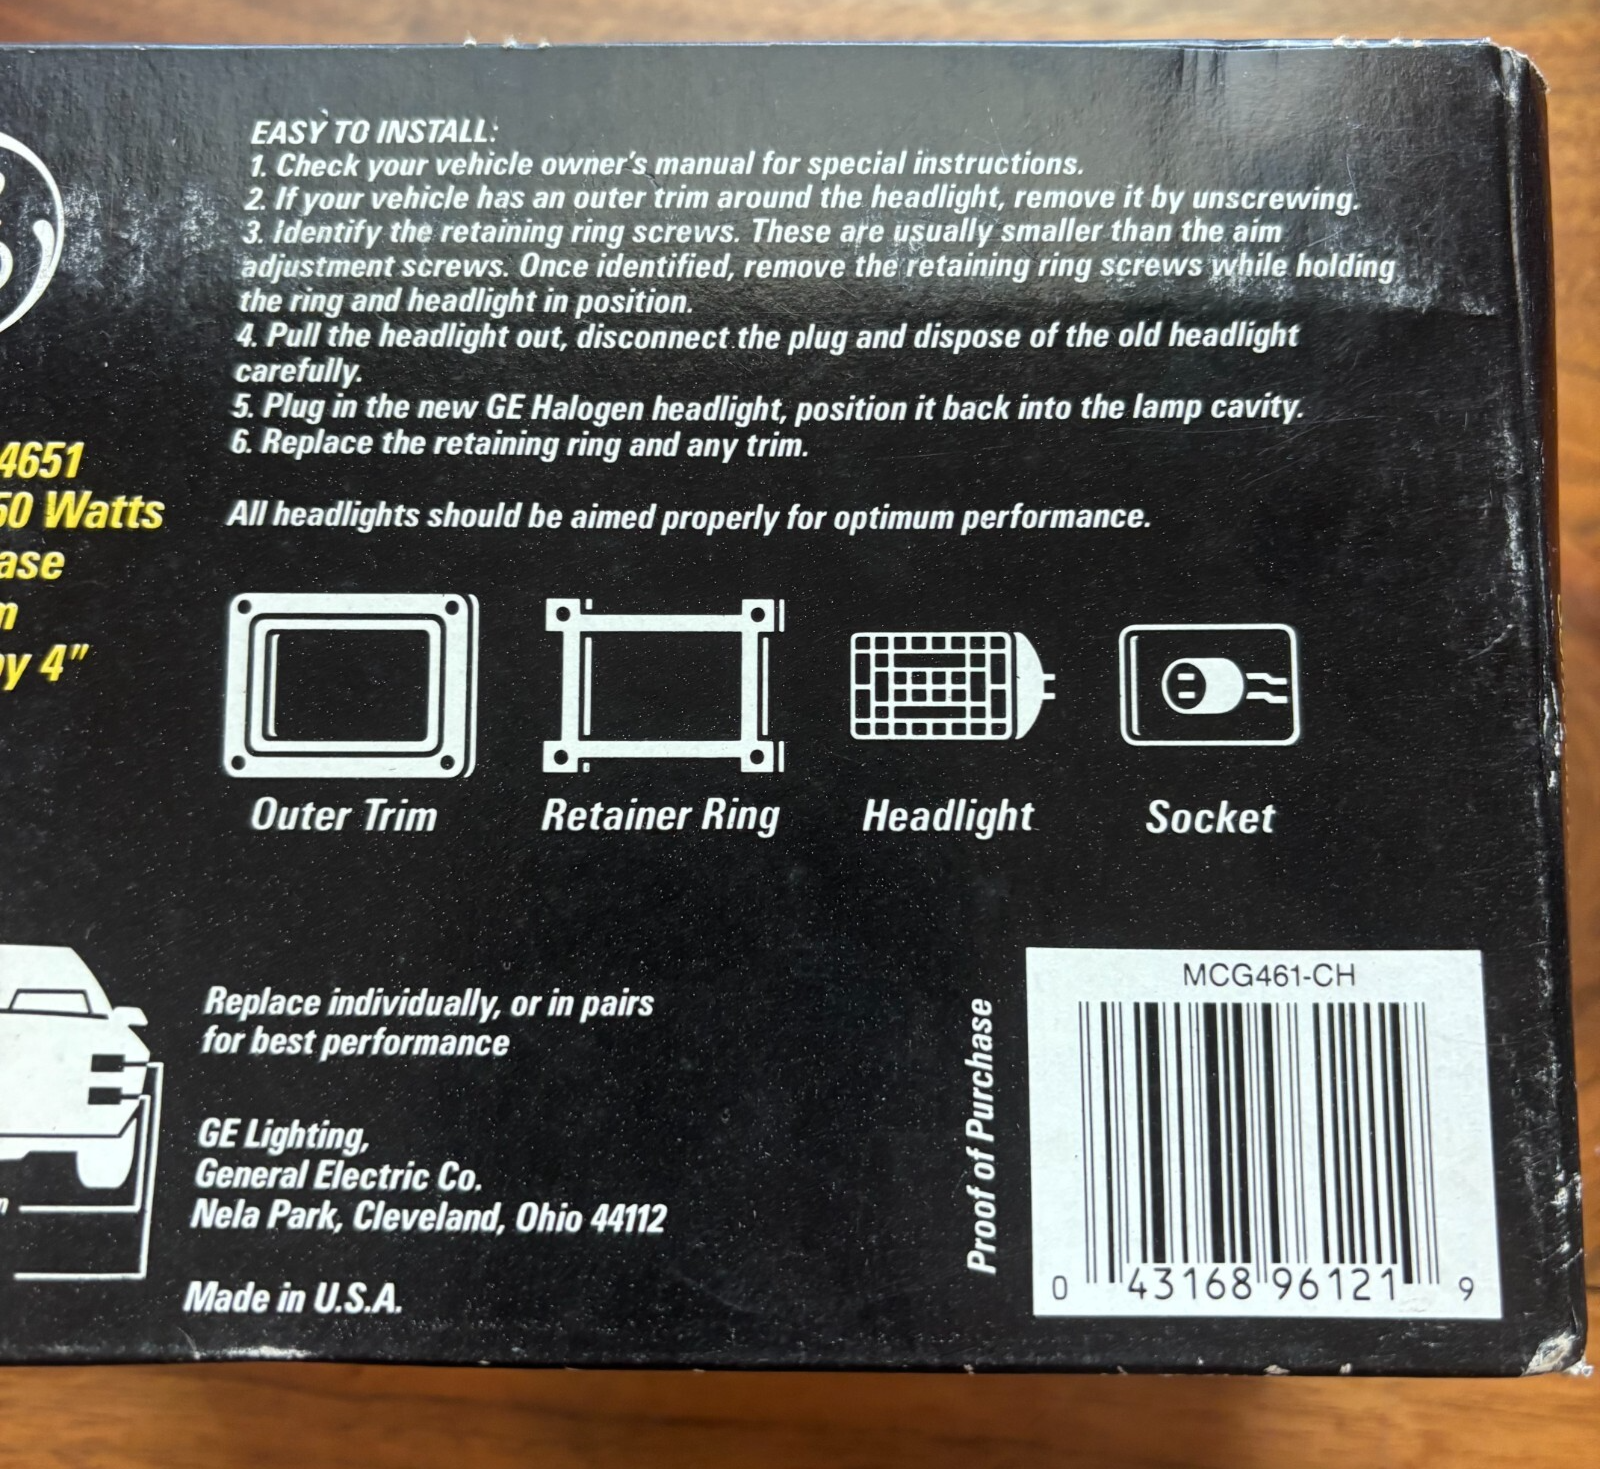 EASY TO INSTALL:
1. Check your vehicle owner's manual for special instructions.
2. If your vehicle has an outer trim around the headlight, remove it by unscrewing.
3. Identify the retaining ring screws. These are usually smaller than the aim
adjustment screws. Once identified, remove the retaining ring screws while holding
the ring and headlight in position.
4. Pull the headlight out, disconnect the plug and dispose of the old headlight
carefully.
5. Plug in the new GE Halogen headlight, position it back into the lamp cavity.
6. Replace the retaining ring and any trim.
4651
Watts
All headlights should be aimed properly for optimum performance.
4"
Outer Trim
Retainer Ring
Headlight
Socket
Replace individually, or in pairs
for best performance
GE Lighting,
General Electric Co.
Nela Park, Cleveland, Ohio 44112
Made in U.S.A.
Proof of Purchase
MCG461-CH
0 43168 96121 9